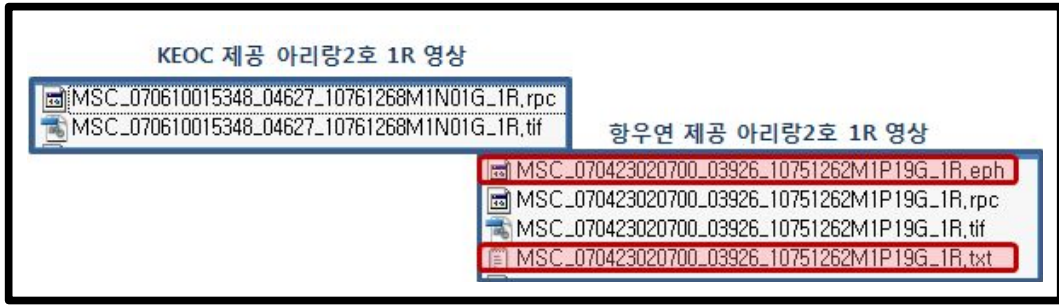 KEOC 제공 아리랑2호 1R 영상
MSC_070610015348_04627_10761268M1N01G_1R.rpc
MSC_070610015348_04627_10761268M1N01G_1R.tif
항우연 제공 아리랑2호 1R 영상
MSC_070423020700_03926_10751262M1P19G_1R.eph
MSC_070423020700_03926_10751262M1P19G_1R.rpc
MSC_070423020700_03926_10751262M1P19G_1R.tif
MSC_070423020700_03926_10751262M1P19G_1R.txt